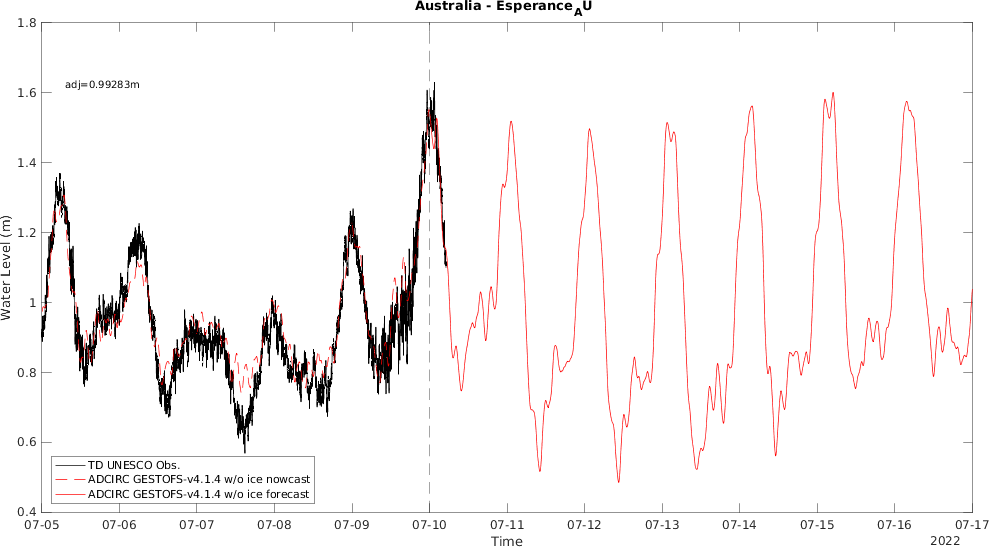 Australia - Esperance_AU
1.8
1.6
1.4
1.2
1
0.8
0.6
0.4
Water Level (m)
adj=0.99283m
TD UNESCO Obs.
ADCIRC GESTOFS-v4.1.4 w/o ice nowcast
ADCIRC GESTOFS-v4.1.4 w/o ice forecast
07-05 07-06 07-07 07-08 07-09 07-10 07-11 07-12 07-13 07-14 07-15 07-16 07-17
Time
2022